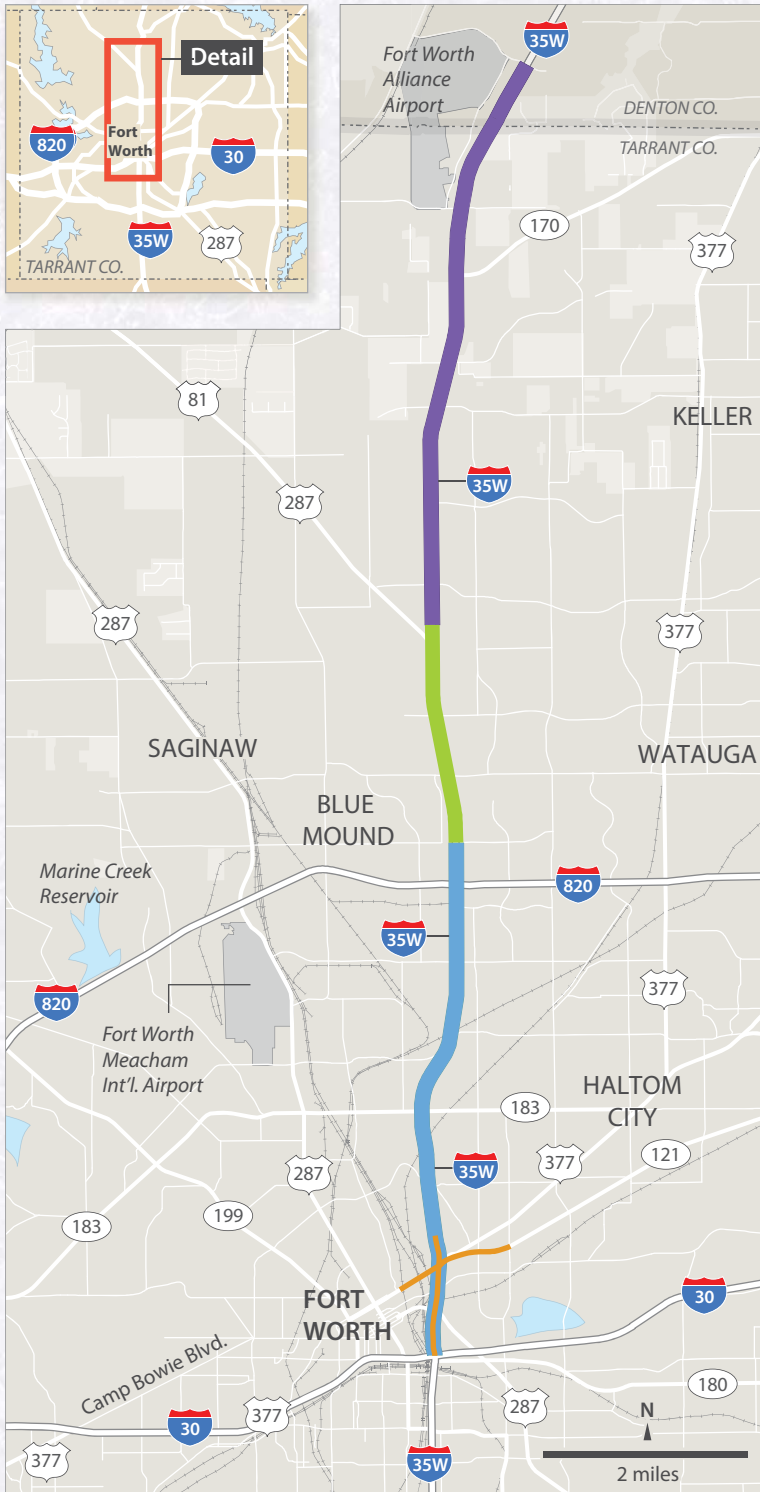 Detail
Fort
Worth
820
30
35W
287
TARRANT CO.
35W
Fort Worth
Alliance
Airport
DENTON CO.
TARRANT CO.
170
377
81
KELLER
35W
287
287
377
SAGINAW
WATAUGA
BLUE
MOUND
Marine Creek
Reservoir
820
35W
377
820
Fort Worth
Meacham
Int'l. Airport
HALTOM
CITY
183
377
121
35W
287
199
183
FORT
WORTH
30
Camp Bowie Blvd.
180
377
287
30
N
377
35W
2 miles